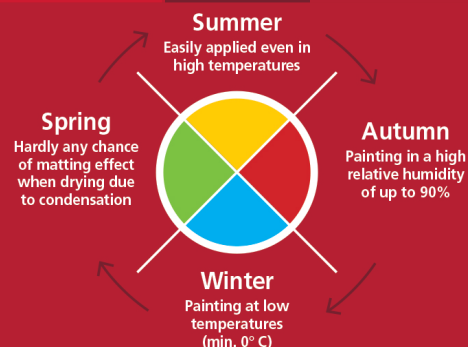 Summer
Easily applied even in
high temperatures
Spring
Hardly any chance
of matting effect
when drying due
to condensation
Autumn
Painting in a high
relative humidity
of up to 90%
Winter
Painting at low
temperatures
(min. 0° C)